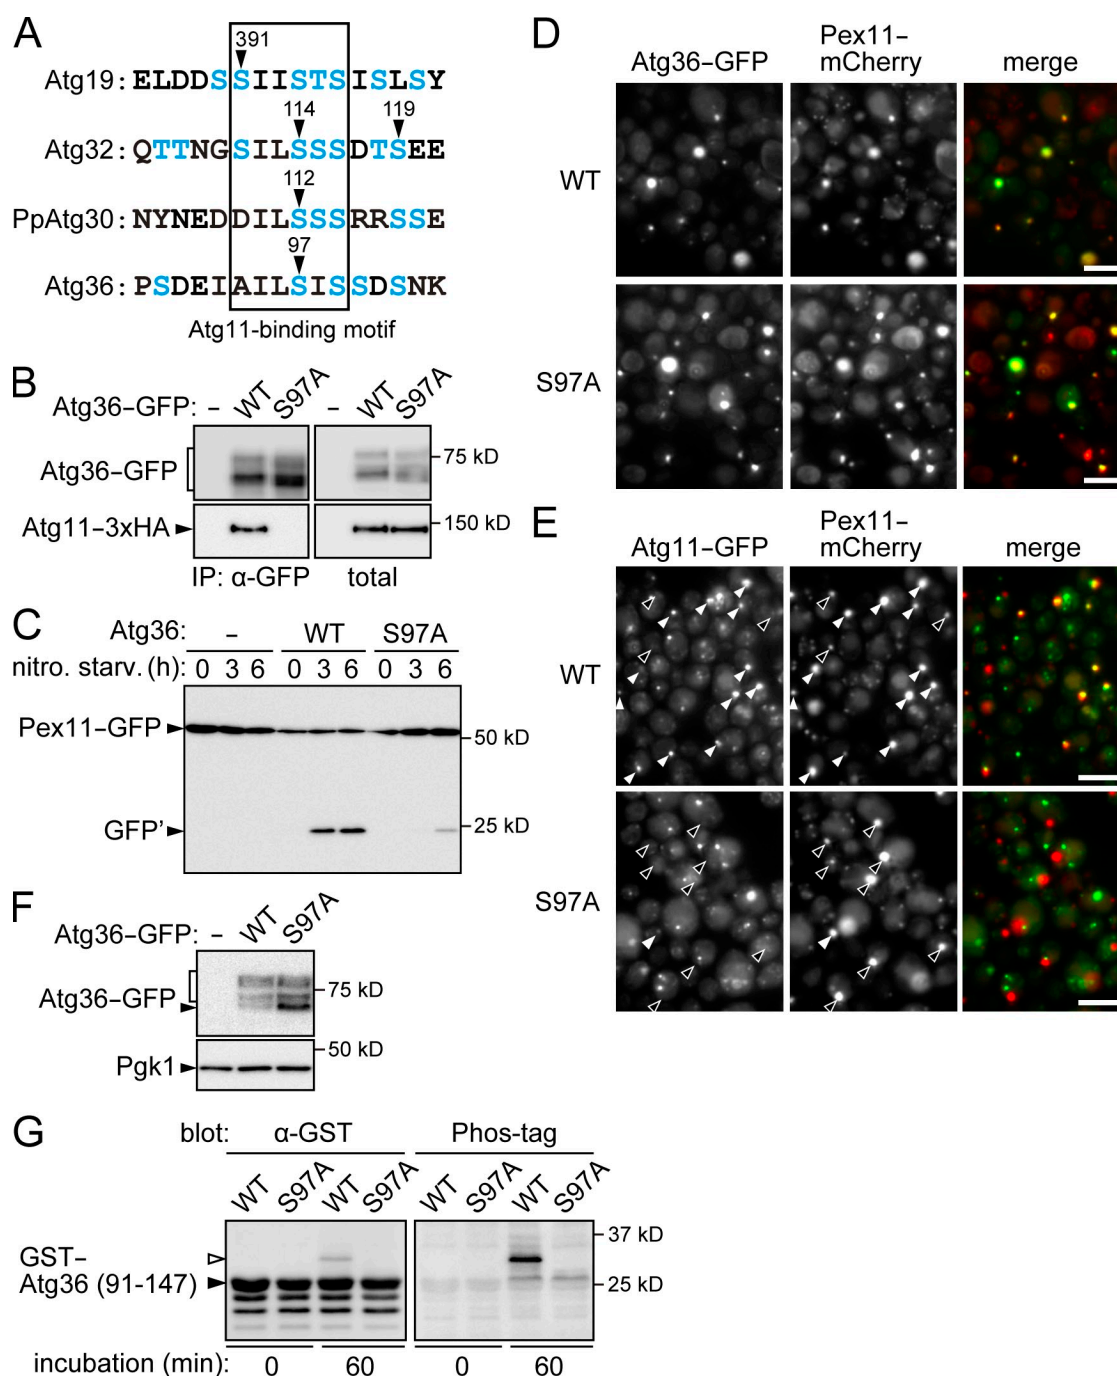 A
391
Atg19: ELDDSSIISTSISLSY
114 119
Atg32: QTTNGSILSSSDTSEE
112
PpAtg30: NYNEDDILSSSRRSSE
97
Atg36: PSDEIAILSISSDSNK
Atg11-binding motif
B
Atg36–GFP: – WT S97A – WT S97A
Atg36–GFP
75 kD
Atg11–3xHA
150 kD
IP: α-GFP total
C
Atg36: – WT S97A
nitro. starv. (h) 0 3 6 0 3 6 0 3 6
Pex11–GFP
50 kD
GFP’
25 kD
D
Atg36–GFP Pex11–mCherry merge
WT
S97A
E
Atg11–GFP Pex11–mCherry merge
WT
S97A
F
Atg36–GFP: – WT S97A
Atg36–GFP
75 kD
50 kD
Pgk1
G
blot: α-GST Phos-tag
WT S97A WT S97A WT S97A WT S97A
37 kD
GST–
Atg36 (91-147)
25 kD
incubation (min): 0 60 0 60